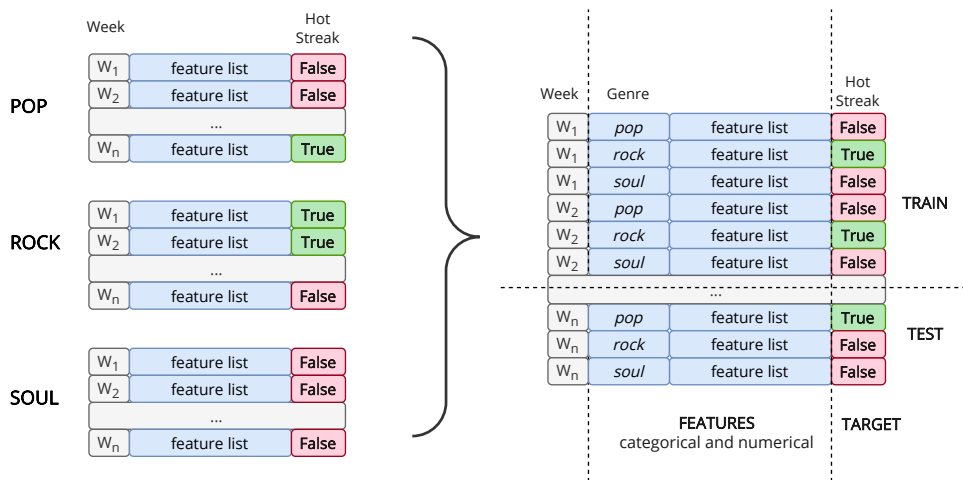 Week Hot
Streak
POP
W1 feature list False
W2 feature list False
...
Wn feature list True
ROCK
W1 feature list True
W2 feature list True
...
Wn feature list False
SOUL
W1 feature list False
W2 feature list False
...
Wn feature list False
Week Genre Hot
Streak
W1 pop feature list False
W1 rock feature list True
W1 soul feature list False
W2 pop feature list False
W2 rock feature list True
W2 soul feature list False
TRAIN
...
Wn pop feature list True
Wn rock feature list False
Wn soul feature list False
TEST
FEATURES
categorical and numerical
TARGET